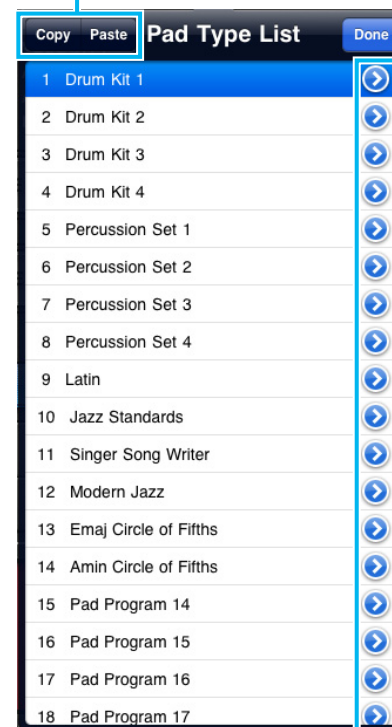 Copy Paste Pad Type List Done
1 Drum Kit 1
2 Drum Kit 2
3 Drum Kit 3
4 Drum Kit 4
5 Percussion Set 1
6 Percussion Set 2
7 Percussion Set 3
8 Percussion Set 4
9 Latin
10 Jazz Standards
11 Singer Song Writer
12 Modern Jazz
13 Emaj Circle of Fifths
14 Amin Circle of Fifths
15 Pad Program 14
16 Pad Program 15
17 Pad Program 16
18 Pad Program 17